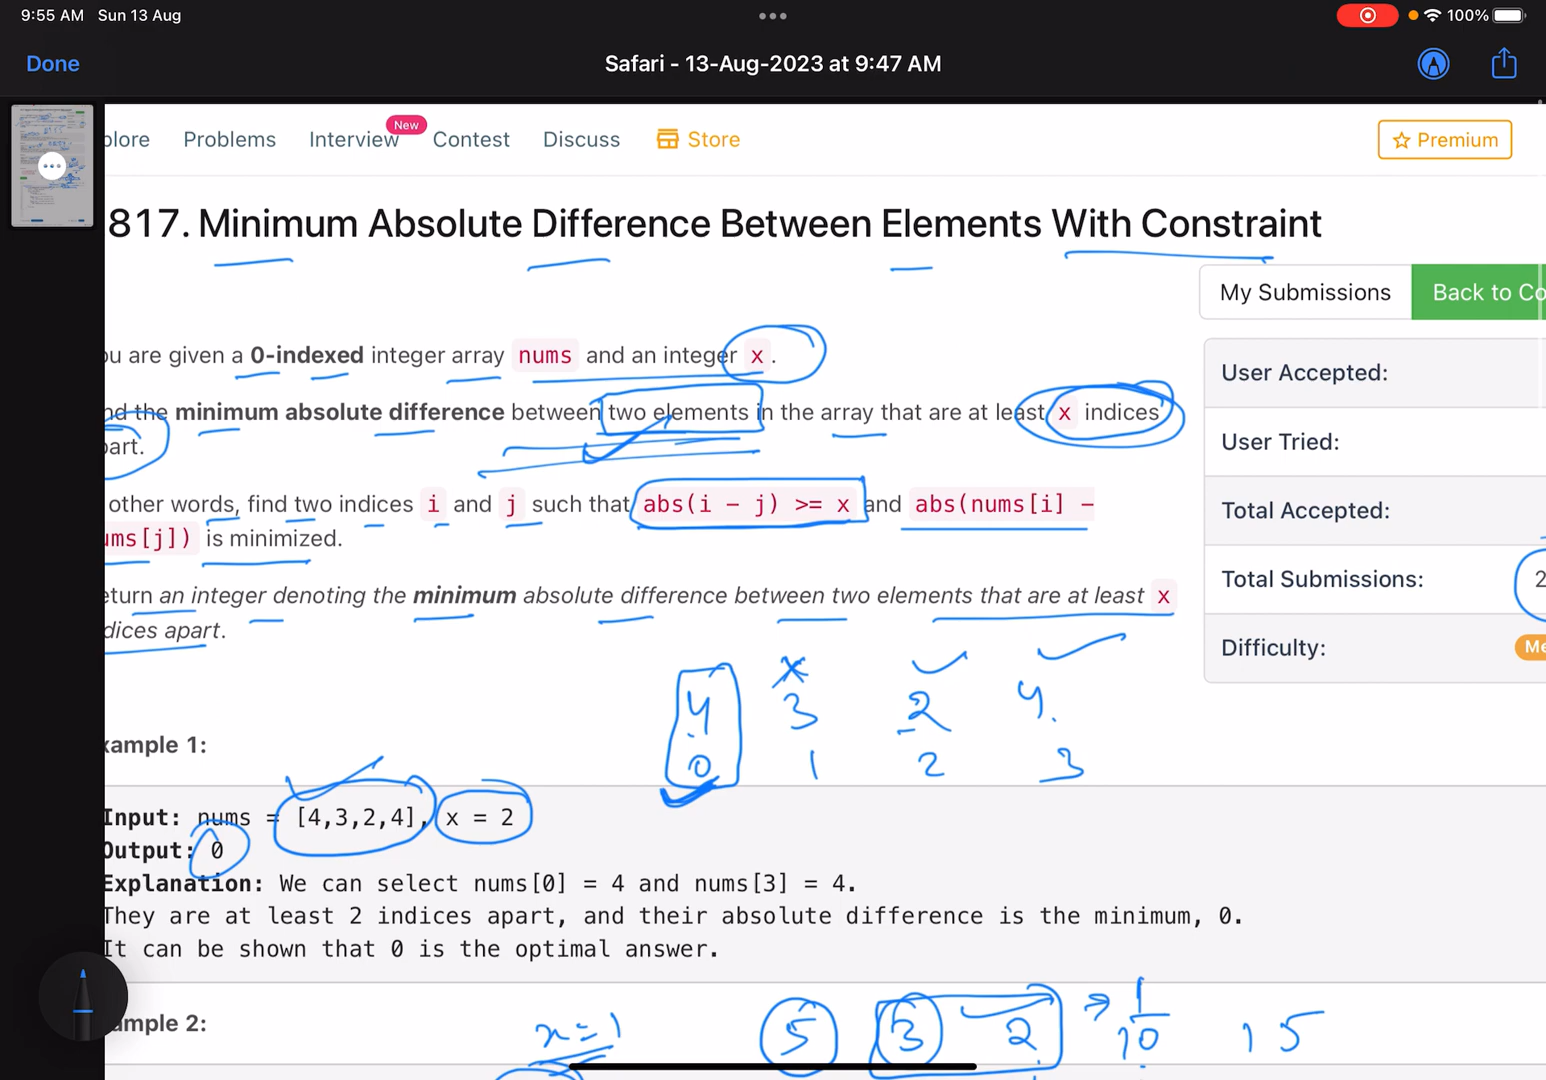 9:55 AM Sun 13 Aug
100%
Done
Safari - 13-Aug-2023 at 9:47 AM
plore Problems Interview New Contest Discuss Store
Premium
817. Minimum Absolute Difference Between Elements With Constraint
My Submissions Back to Co
ou are given a 0-indexed integer array nums and an integer x.
nd the minimum absolute difference between two elements in the array that are at least x indices
part.
other words, find two indices i and j such that abs(i - j) >= x and abs(nums[i] -
ums[j]) is minimized.
eturn an integer denoting the minimum absolute difference between two elements that are at least x
dices apart.
User Accepted:
User Tried:
Total Accepted:
Total Submissions: 2
Difficulty: Me
4 3 2 4.
0 1 2 3
xample 1:
Input: nums = [4,3,2,4], x = 2
Output: 0
Explanation: We can select nums[0] = 4 and nums[3] = 4.
They are at least 2 indices apart, and their absolute difference is the minimum, 0.
It can be shown that 0 is the optimal answer.
ample 2:
x=1 5 3 2 → 1
10 15